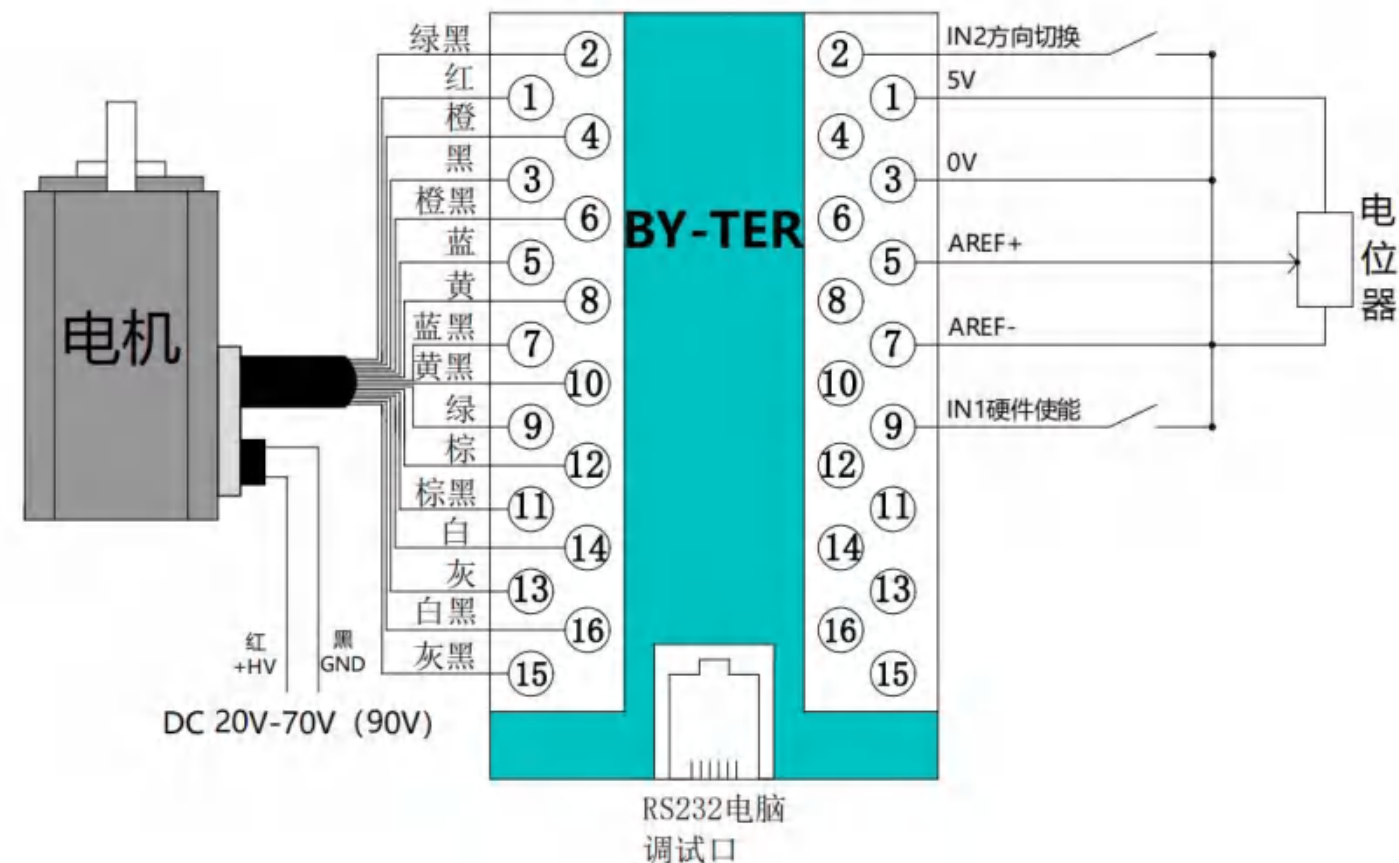 绿黑
②
②
IN2方向切换
红
①
①
5V
橙
④
④
黑
③
③
0V
橙黑
⑥
⑥
BY-TER
蓝
⑤
⑤
AREF+
电位器
黄
⑧
⑧
电机
蓝黑
⑦
⑦
AREF-
黄黑
⑩
⑩
绿
⑨
⑨
IN1硬件使能
棕
⑫
⑫
棕黑
⑪
⑪
白
⑭
⑭
灰
⑬
⑬
白黑
⑯
⑯
灰黑
⑮
⑮
红
+HV
黑
GND
DC 20V-70V（90V）
RS232电脑
调试口